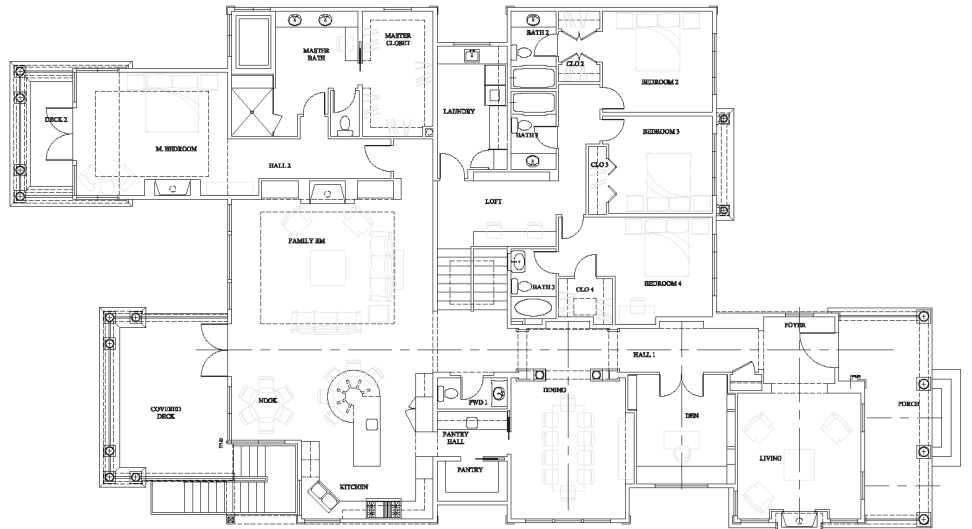 BATH 2
MASTER
BATH
MASTER
CLOSET
CLO 2
BEDROOM 2
LAUNDRY
DECK 2
M. BEDROOM
BATH 3
BEDROOM 3
HALL 2
CLO 3
LOFT
FAMILY RM
BATH 3
CLO 4
BEDROOM 4
FOYER
HALL 1
DINING
NOOK
PWD 1
PORCH
COVERED
DECK
DEN
PANTRY
HALL
LIVING
PANTRY
KITCHEN